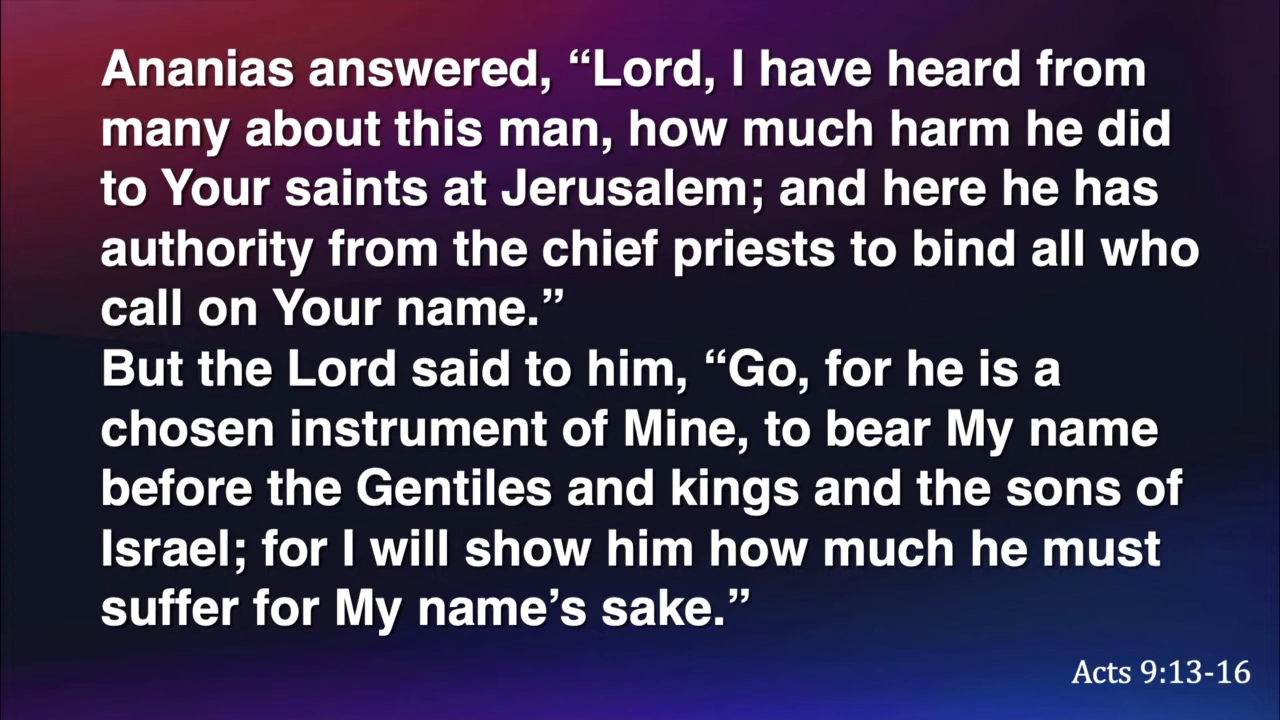 Ananias answered, “Lord, I have heard from
many about this man, how much harm he did
to Your saints at Jerusalem; and here he has
authority from the chief priests to bind all who
call on Your name.”
But the Lord said to him, “Go, for he is a
chosen instrument of Mine, to bear My name
before the Gentiles and kings and the sons of
Israel; for I will show him how much he must
suffer for My name’s sake.”
Acts 9:13-16